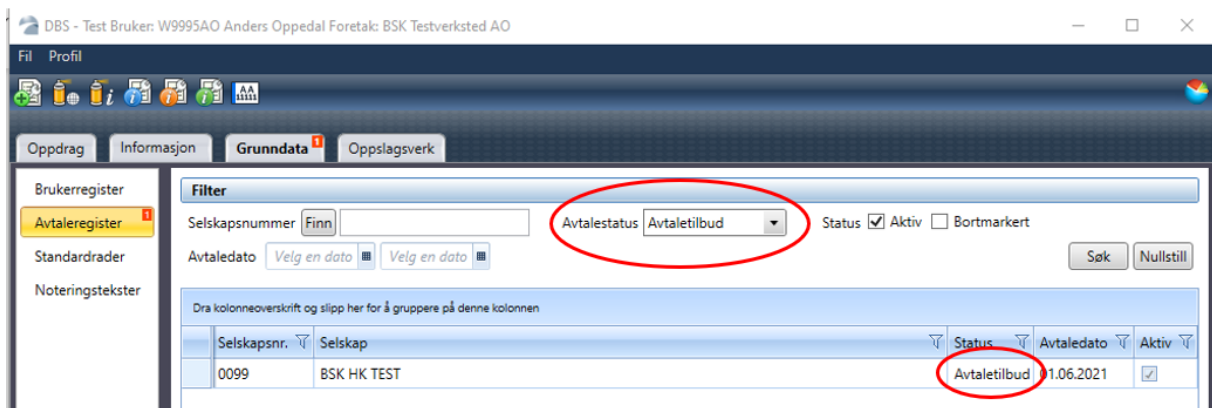 DBS - Test Bruker: W9995AO Anders Oppedal Foretak: BSK Testverksted AO
Fil Profil
AA
Oppdrag Informasjon Grunndata 1 Oppslagsverk
Brukerregister
Avtaleregister 1
Standardrader
Noteringstekster
Filter
Selskapsnummer Finn Avtalestatus Avtaletilbud Status Aktiv Bortmarkert
Avtaledato Velg en dato Velg en dato Søk Nullstill
Dra kolonneoverskrift og slipp her for å gruppere på denne kolonnen
Selskapsnr. Selskap Status Avtaledato Aktiv
0099 BSK HK TEST Avtaletilbud 01.06.2021